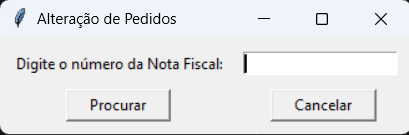 Alteração de Pedidos
Digite o número da Nota Fiscal:
Procurar Cancelar